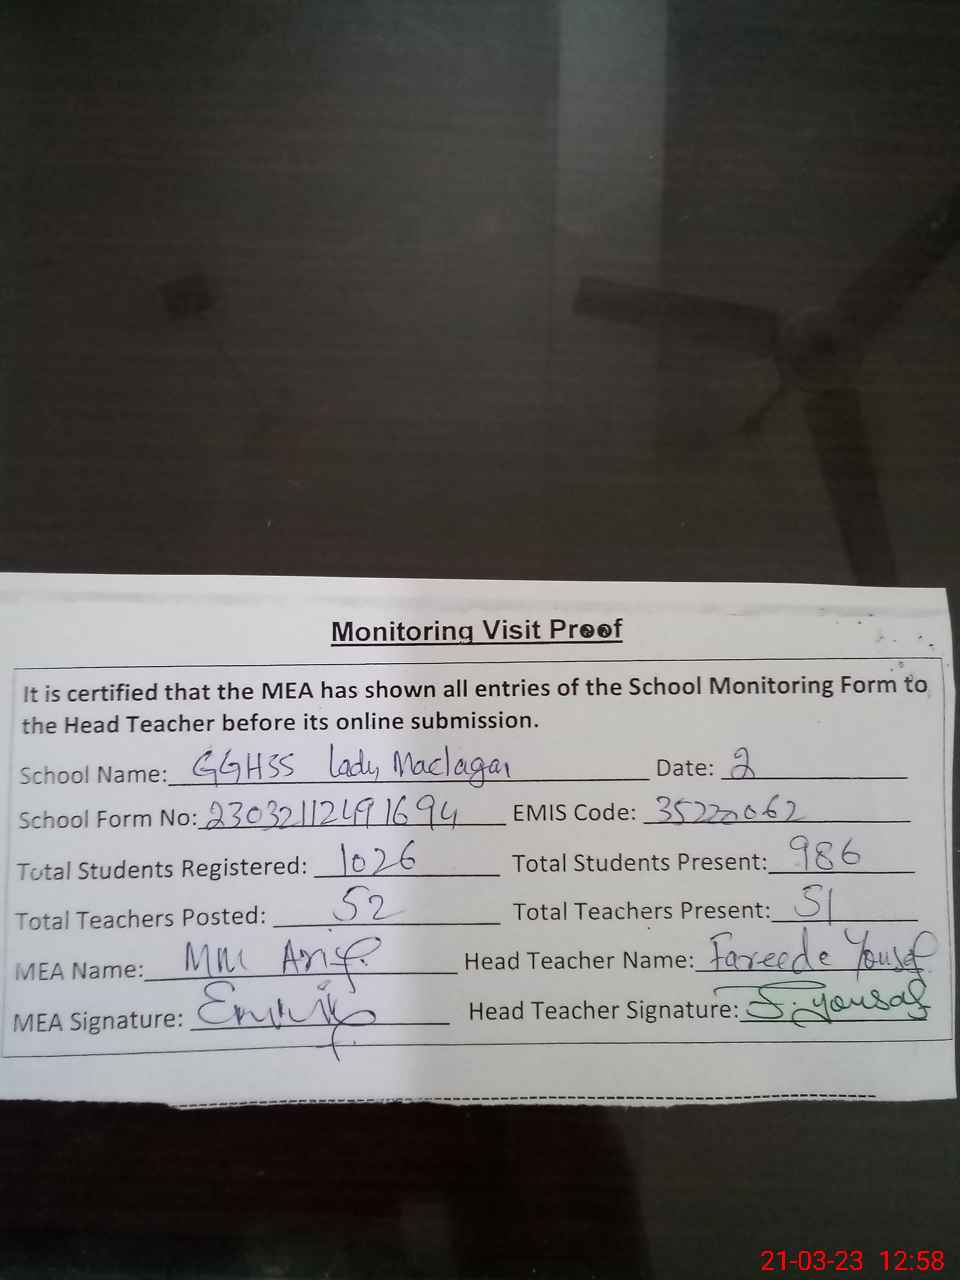 Monitoring Visit Proof
It is certified that the MEA has shown all entries of the School Monitoring Form to
the Head Teacher before its online submission.
School Name: GGHSS Lady Maclagan Date: 2
School Form No: 23032112491694 EMIS Code: 35220062
Total Students Registered: 1026 Total Students Present: 986
Total Teachers Posted: 52 Total Teachers Present: 51
MEA Name: Arif Head Teacher Name: Fareeda Yousaf
MEA Signature: Head Teacher Signature: S. yousaf
21-03-23 12:58